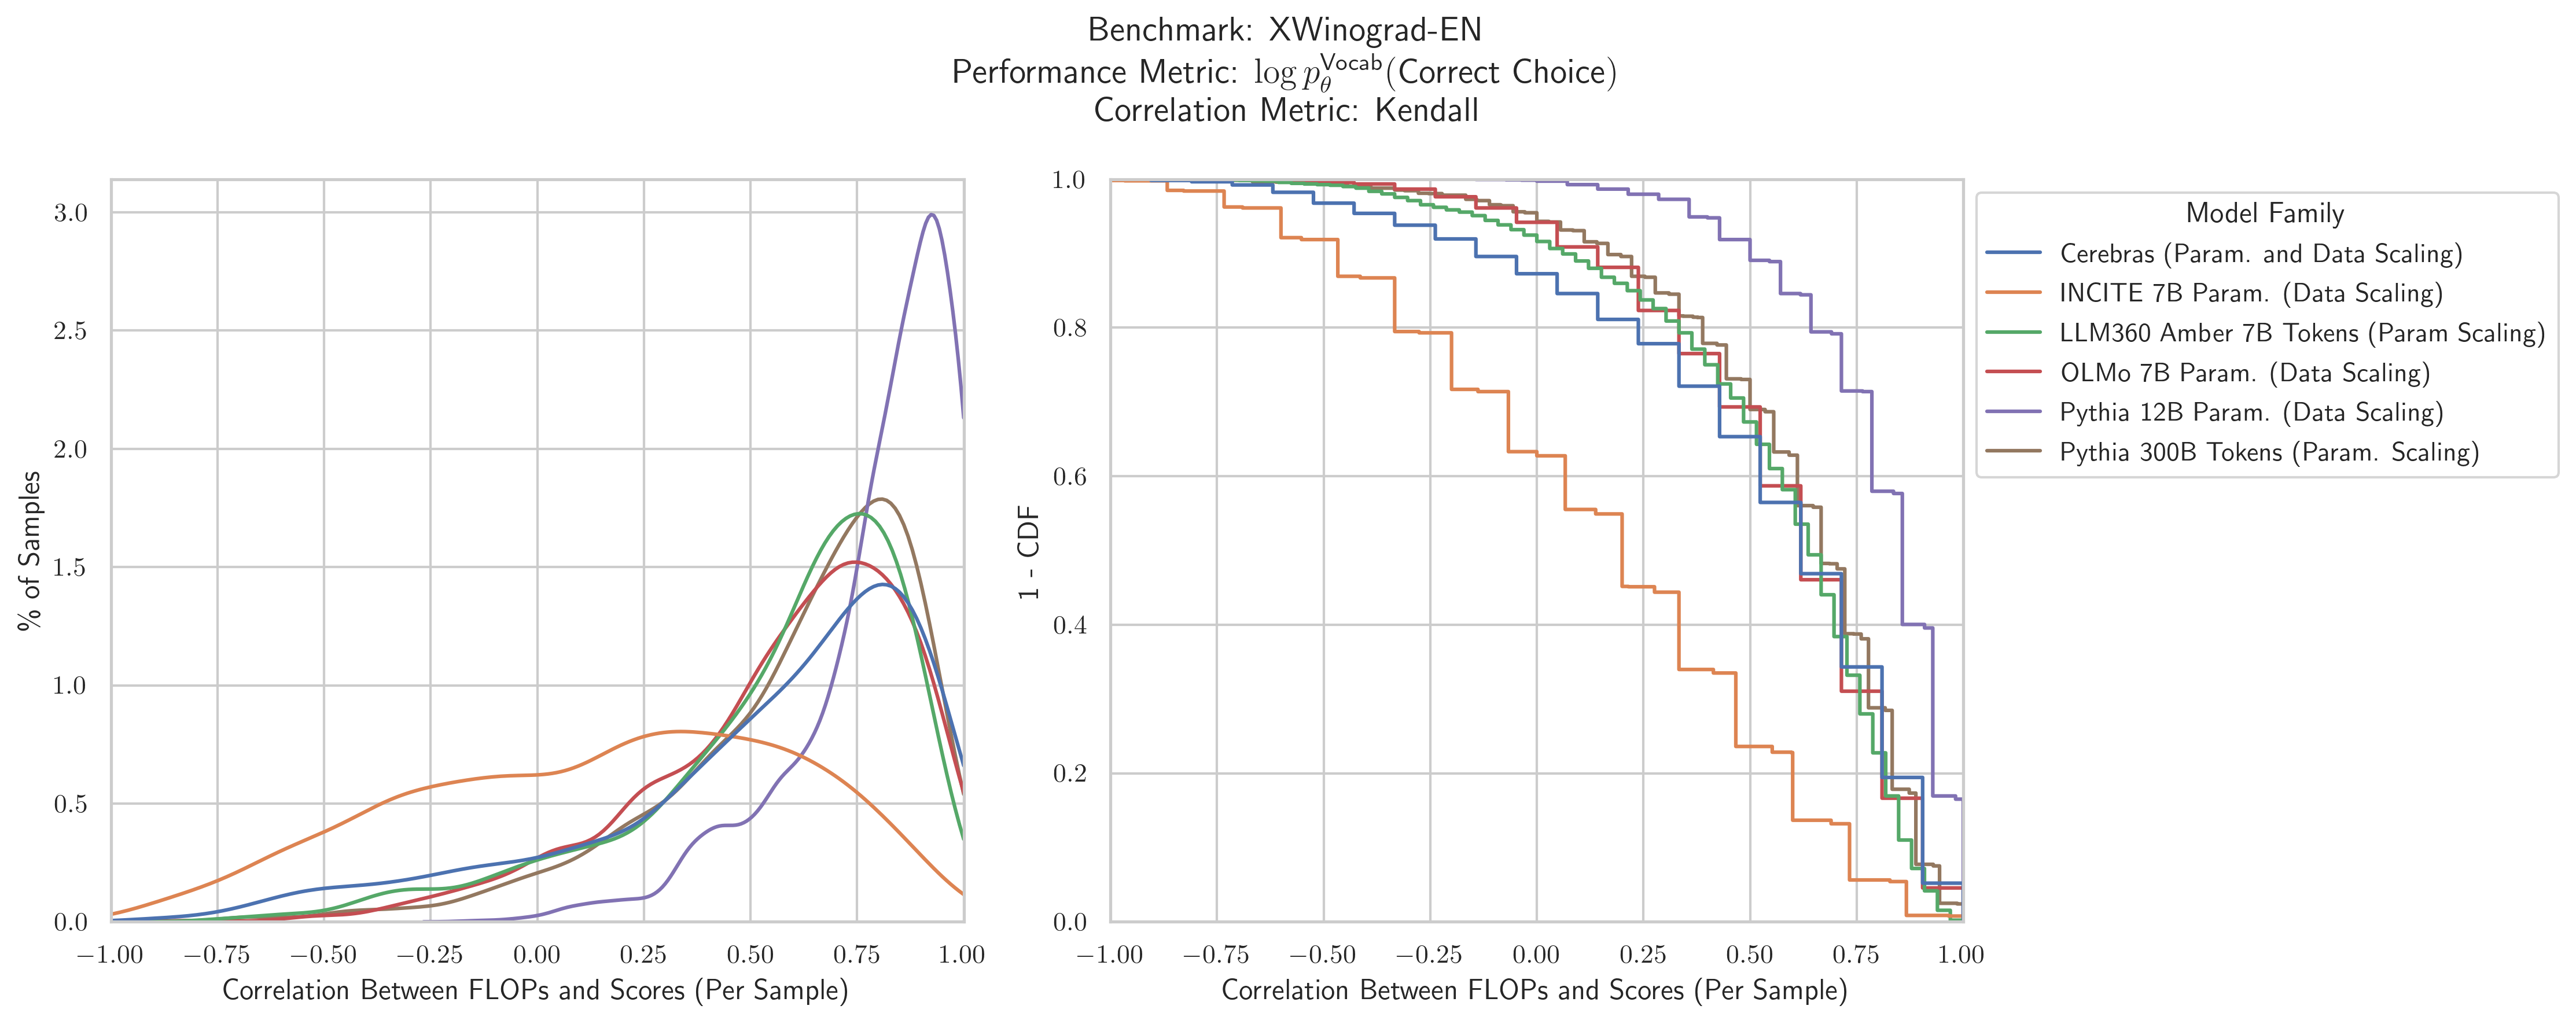 Benchmark: XWinograd-EN
Performance Metric: log p_θ^Vocab(Correct Choice)
Correlation Metric: Kendall
% of Samples
3.0
2.5
2.0
1.5
1.0
0.5
0.0
−1.00 −0.75 −0.50 −0.25 0.00 0.25 0.50 0.75 1.00
Correlation Between FLOPs and Scores (Per Sample)
1 - CDF
1.0
0.8
0.6
0.4
0.2
0.0
−1.00 −0.75 −0.50 −0.25 0.00 0.25 0.50 0.75 1.00
Correlation Between FLOPs and Scores (Per Sample)
Model Family
Cerebras (Param. and Data Scaling)
INCITE 7B Param. (Data Scaling)
LLM360 Amber 7B Tokens (Param Scaling)
OLMo 7B Param. (Data Scaling)
Pythia 12B Param. (Data Scaling)
Pythia 300B Tokens (Param. Scaling)